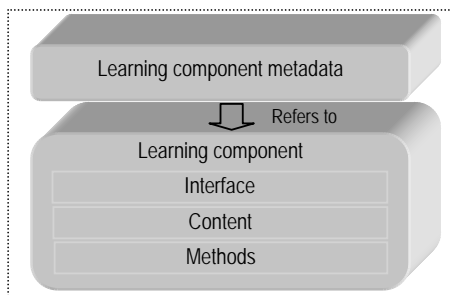 Learning component metadata
Refers to
Learning component
Interface
Content
Methods